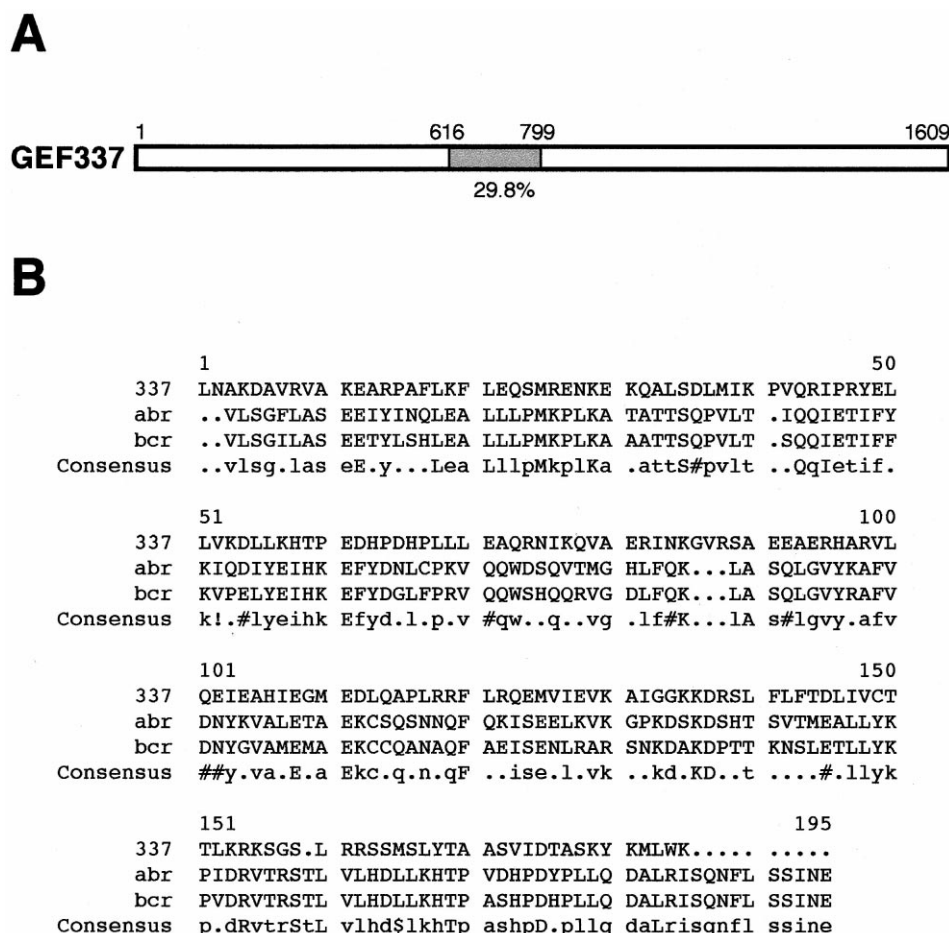 A
1 616 799 1609
GEF337
29.8%
B
1 50
337 LNAKDAVRVA KEARPAFLKF LEQSMRENKE KQALSDLMIK PVQRIPRYEL
abr ..VLSGFLAS EEIYINQLEA LLLPMKPLKA TATTSQPVLT .IQQIETIFY
bcr ..VLSGILAS EETYLSHLEA LLLPMKPLKA AATTSQPVLT .SQQIETIFF
Consensus ..vlsg.las eE.y...Lea LllpMkplKa .attS#pvlt ..QqIetif.
51 100
337 LVKDLLKHTP EDHPDHPLLL EAQRNIKQVA ERINKGVRSA EEAERHARVL
abr KIQDIYEIHK EFYDNLCPKV QQWDSQVTMG HLFQK...LA SQLGVYKAFV
bcr KVPELYEIHK EFYDGLFPRV QQWSHQQRVG DLFQK...LA SQLGVYRAFV
Consensus k!.#lyeihk Efyd.l.p.v #qw..q..vg .lf#K...lA s#lgvy.afv
101 150
337 QEIEAHIEGM EDLQAPLRRF LRQEMVIEVK AIGGKKDRSL FLFTDLIVCT
abr DNYKVALETA EKCSQSNNQF QKISEELKVK GPKDSKDSHT SVTMEALLYK
bcr DNYGVAMEMA EKCCQANAQF AEISENLRAR SNKDAKDPTT KNSLETLLYK
Consensus ##y.va.E.a Ekc.q.n.qF ..ise.l.vk ..kd.KD..t ....#.llyk
151 195
337 TLKRKSGS.L RRSSMSLYTA ASVIDTASKY KMLWK..... .....
abr PIDRVTRSTL VLHDLLKHTP VDHPDYPLLQ DALRISQNFL SSINE
bcr PVDRVTRSTL VLHDLLKHTP ASHPDHPLLQ DALRISQNFL SSINE
Consensus p.dRvtrStL vlhd$lkhTp ashpD.pllq daLrisqnfl ssine